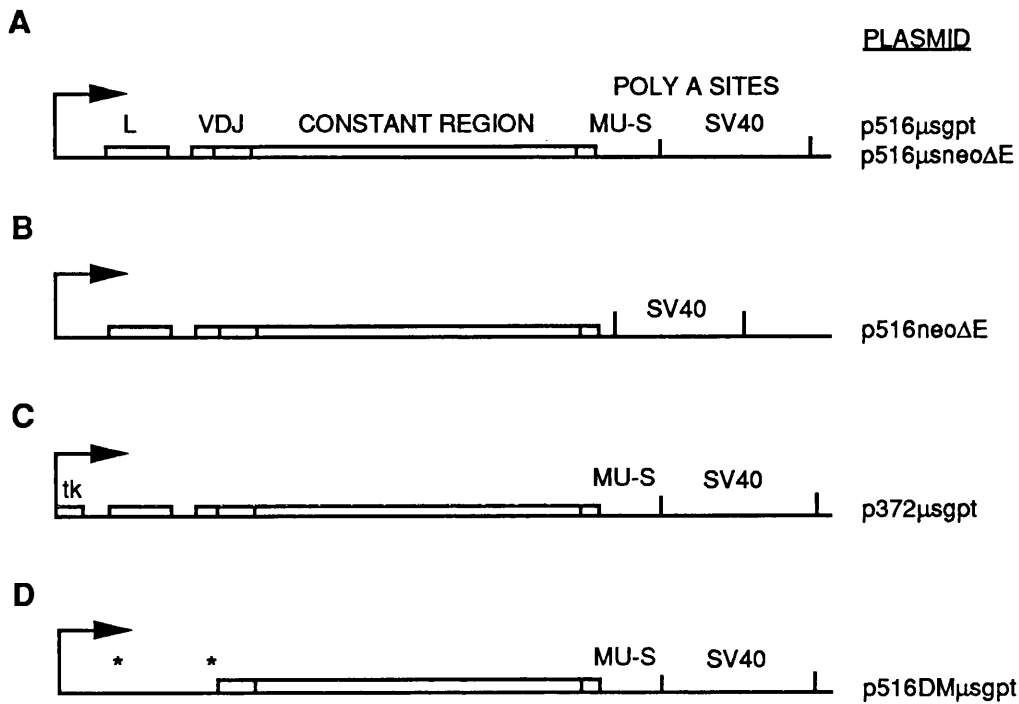 A
PLASMID
POLY A SITES
L VDJ CONSTANT REGION MU-S SV40
p516μsgpt
p516μsneoΔE
B
SV40
p516neoΔE
C
tk
MU-S SV40
p372μsgpt
D
* *
MU-S SV40
p516DMμsgpt